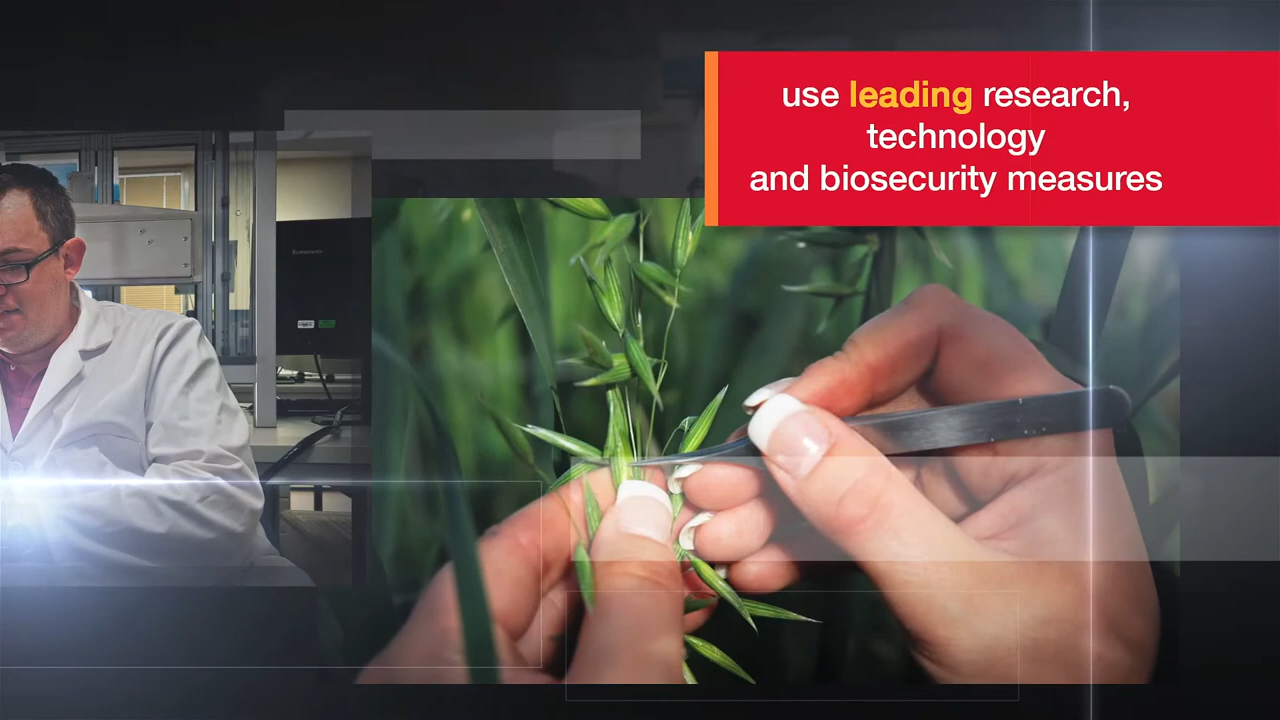 use leading research,
technology
and biosecurity measures